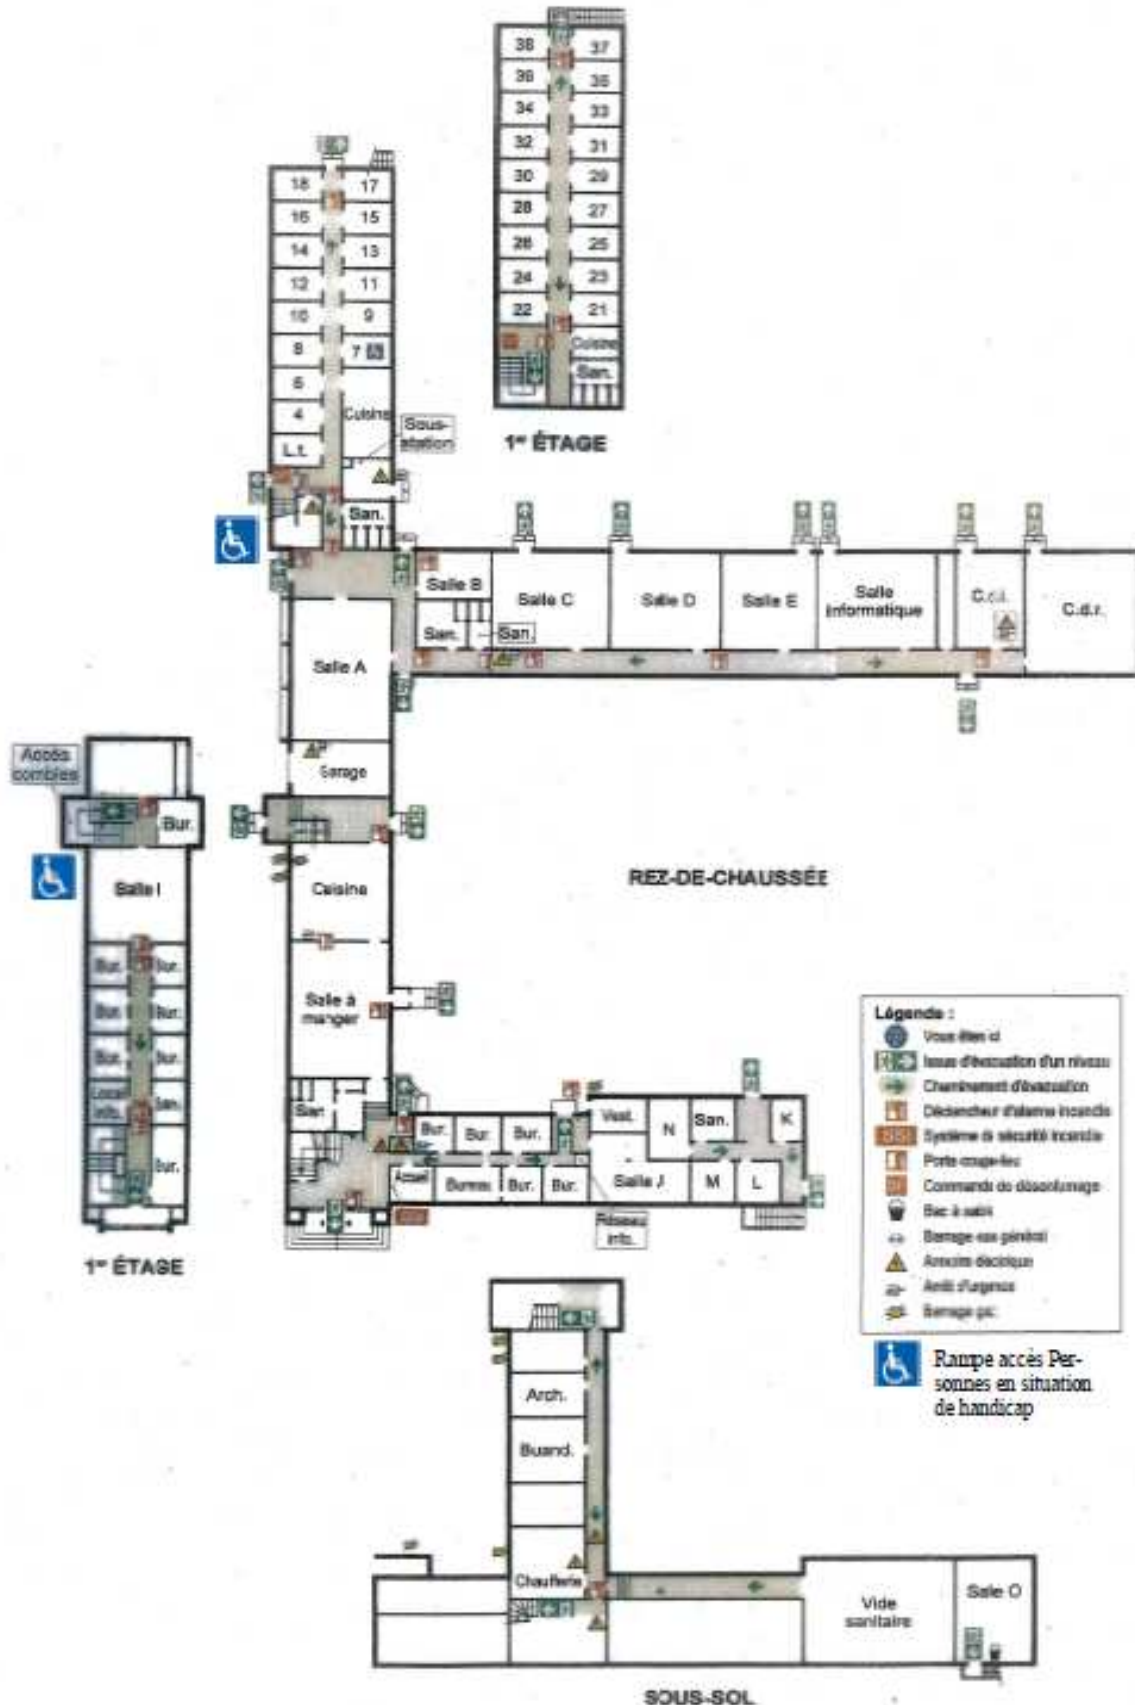 38 37
36 35
34 33
32 31
30 29
28 27
26 25
24 23
22 21
Cuisine
San.
1er ÉTAGE
18 17
16 15
14 13
12 11
10 9
8 7
6
4 Cuisine
L.t.
Sous-
station
San.
Salle B
Salle C
Salle D
Salle E
Salle
informatique
C.d.i.
C.d.r.
San.
San.
Salle A
Garage
Accès
combles
Bur.
Salle I
Bur. Bur.
Bur. Bur.
Bur. Bur.
Local
info.
San.
Bur.
1er ÉTAGE
Cuisine
Salle à
manger
San.
REZ-DE-CHAUSSÉE
Bur. Bur. Bur.
Accueil Bureau Bur. Bur.
Vest.
N
San.
K
Salle J
M
L
Réseau
info.
Légende :
Vous êtes ici
Issue d'évacuation d'un niveau
Cheminement d'évacuation
Déclencheur d'alarme incendie
Système de sécurité incendie
Porte coupe-feu
Commande de désenfumage
Bac à sable
Barrage eau général
Armoire électrique
Arrêt d'urgence
Barrage gaz
Rampe accès Per-
sonnes en situation
de handicap
Arch.
Buand.
Chaufferie
Vide
sanitaire
Salle O
SOUS-SOL